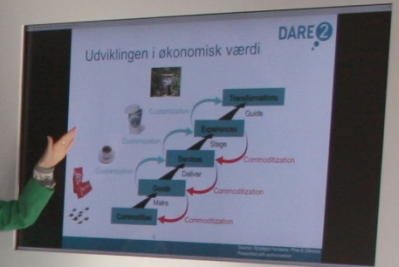 DARE2
Udviklingen i økonomisk værdi
Transformations
Customization
Guide
Experiences
Customization
Stage
Commoditization
Services
Customization
Deliver
Commoditization
Goods
Make
Commoditization
Commodities